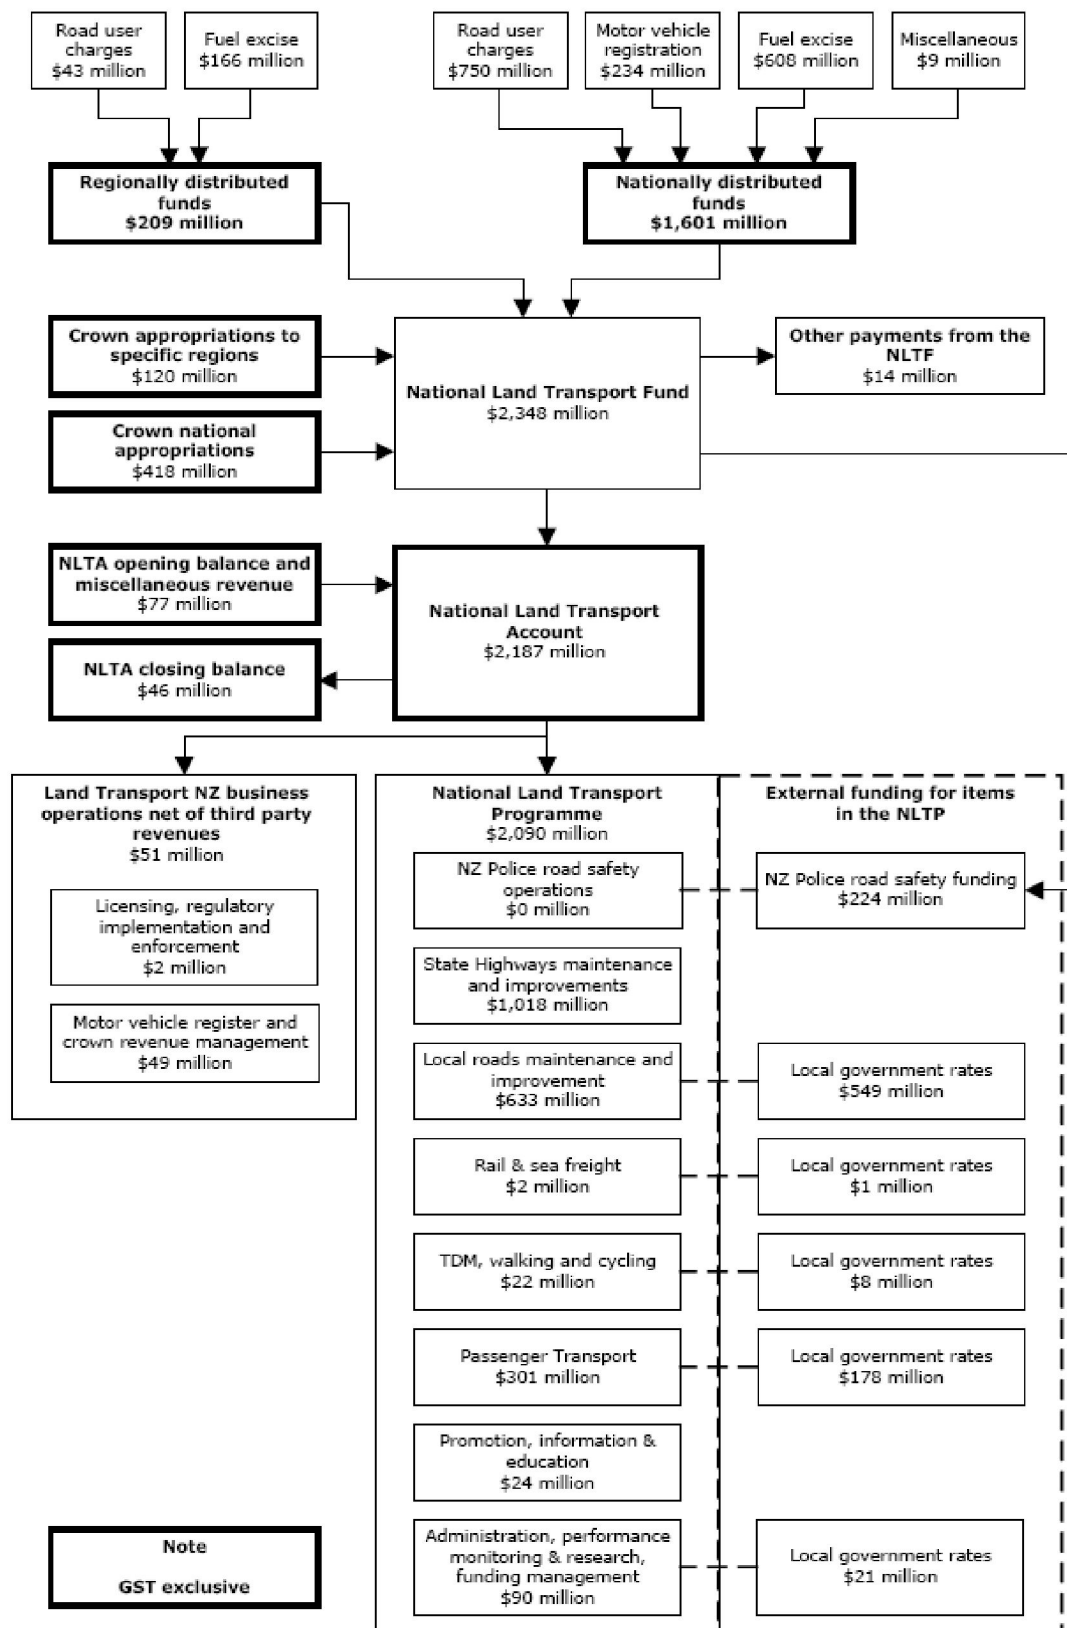 Road user
charges
$43 million
Fuel excise
$166 million
Road user
charges
$750 million
Motor vehicle
registration
$234 million
Fuel excise
$608 million
Miscellaneous
$9 million
Regionally distributed
funds
$209 million
Nationally distributed
funds
$1,601 million
Crown appropriations to
specific regions
$120 million
National Land Transport Fund
$2,348 million
Other payments from the
NLTF
$14 million
Crown national
appropriations
$418 million
NLTA opening balance and
miscellaneous revenue
$77 million
National Land Transport
Account
$2,187 million
NLTA closing balance
$46 million
Land Transport NZ business
operations net of third party
revenues
$51 million
Licensing, regulatory
implementation and
enforcement
$2 million
Motor vehicle register and
crown revenue management
$49 million
National Land Transport
Programme
$2,090 million
External funding for items
in the NLTP
NZ Police road safety
operations
$0 million
NZ Police road safety funding
$224 million
State Highways maintenance
and improvements
$1,018 million
Local roads maintenance and
improvement
$633 million
Local government rates
$549 million
Rail & sea freight
$2 million
Local government rates
$1 million
TDM, walking and cycling
$22 million
Local government rates
$8 million
Passenger Transport
$301 million
Local government rates
$178 million
Promotion, information &
education
$24 million
Administration, performance
monitoring & research,
funding management
$90 million
Local government rates
$21 million
Note
GST exclusive